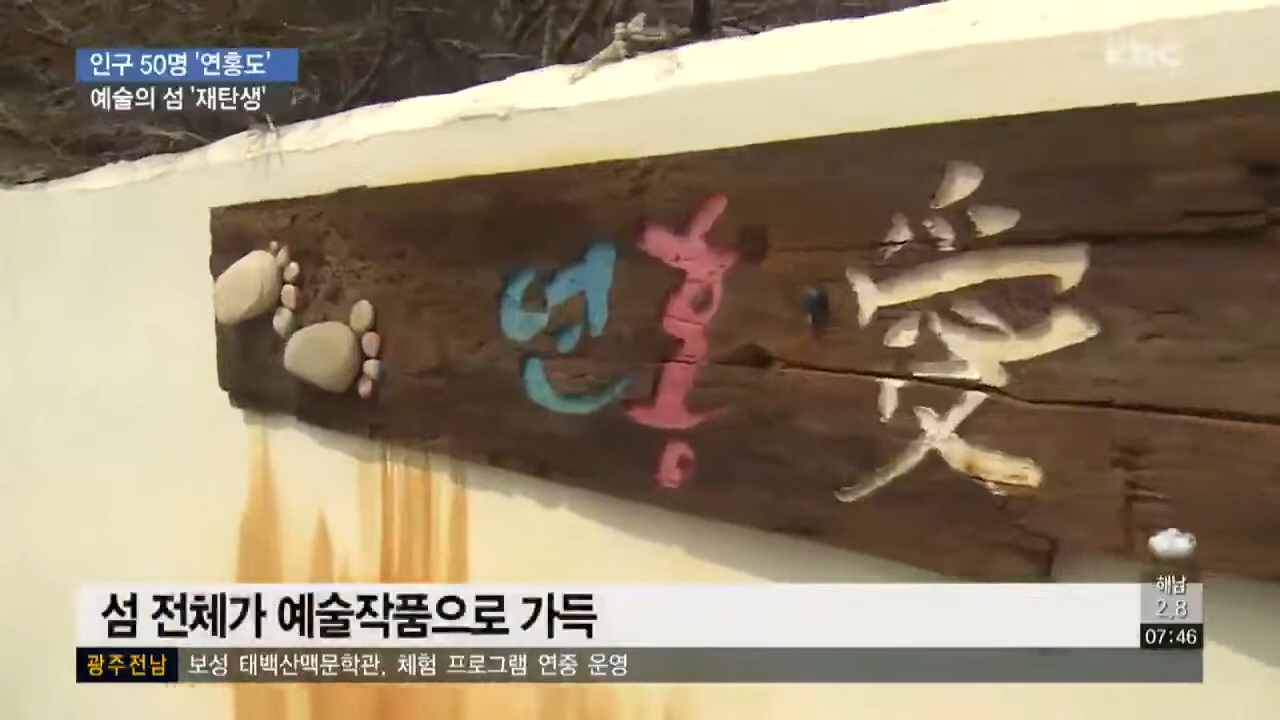 인구 50명 '연홍도'
예술의 섬 '재탄생'
kbc
연홍愛
섬 전체가 예술작품으로 가득
해남
2.8
07:46
광주전남 보성 태백산맥문학관, 체험 프로그램 연중 운영